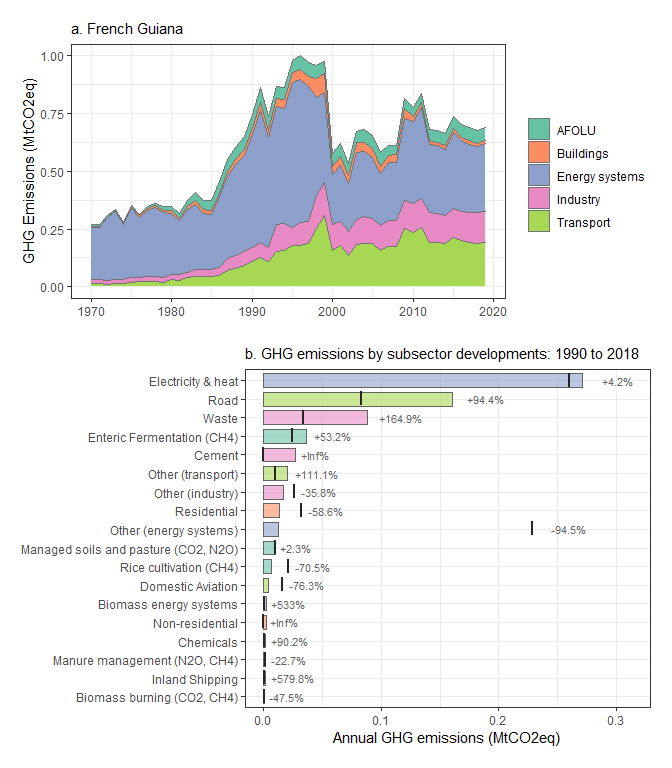 a. French Guiana
GHG Emissions (MtCO2eq)
1.00
0.75
0.50
0.25
0.00
1970
1980
1990
2000
2010
2020
AFOLU
Buildings
Energy systems
Industry
Transport
b. GHG emissions by subsector developments: 1990 to 2018
Electricity & heat +4.2%
Road +94.4%
Waste +164.9%
Enteric Fermentation (CH4) +53.2%
Cement +Inf%
Other (transport) +111.1%
Other (industry) -35.8%
Residential -58.6%
Other (energy systems) -94.5%
Managed soils and pasture (CO2, N2O) +2.3%
Rice cultivation (CH4) -70.5%
Domestic Aviation -76.3%
Biomass energy systems +533%
Non-residential +Inf%
Chemicals +90.2%
Manure management (N2O, CH4) -22.7%
Inland Shipping +579.8%
Biomass burning (CO2, CH4) -47.5%
0.0
0.1
0.2
0.3
Annual GHG emissions (MtCO2eq)